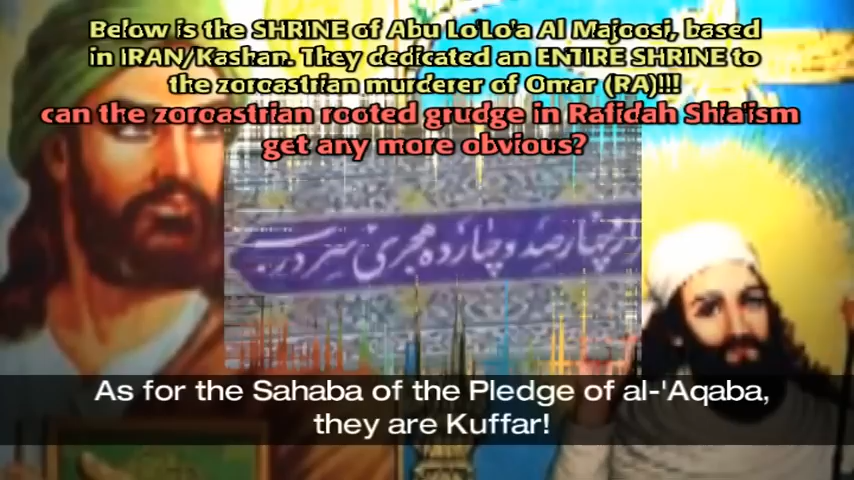 Below is the SHRINE of Abu Lo'Lo'a Al Majoosi, based
in IRAN/Kashan. They dedicated an ENTIRE SHRINE to
the zoroastrian murderer of Omar (RA)!!!
can the zoroastrian rooted grudge in Rafidah Shia'ism
get any more obvious?
چهارصد و چهارده هجری سر درب
As for the Sahaba of the Pledge of al-'Aqaba,
they are Kuffar!